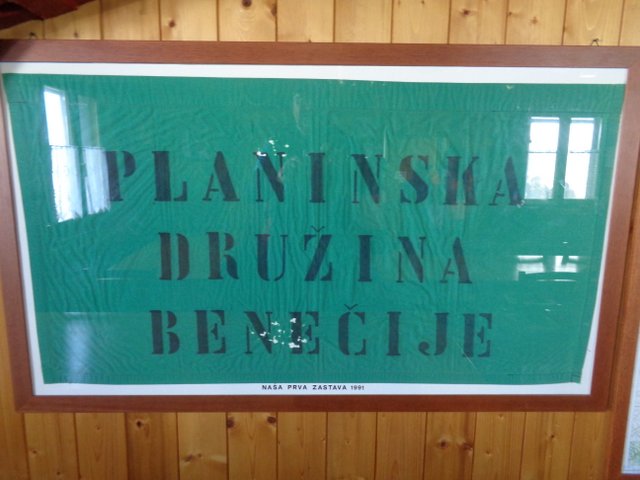 PLANINSKA
DRUŽINA
BENEČIJE
NAŠA PRVA ZASTAVA 1991